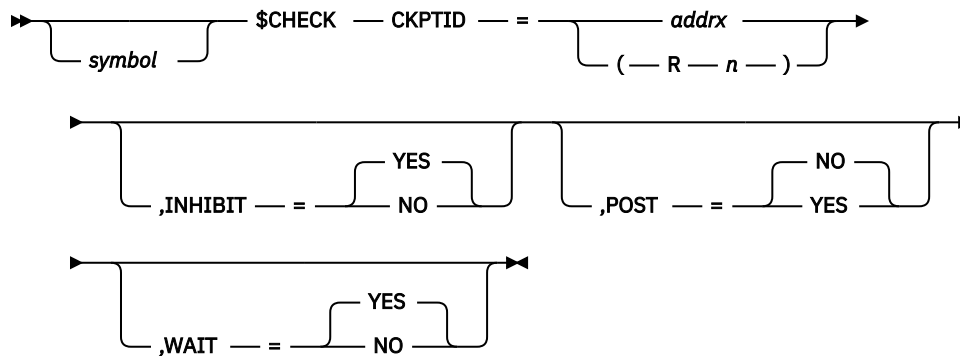 $CHECK CKPTID = addrx
symbol ( R n )
YES NO
,INHIBIT = NO ,POST = YES
YES
,WAIT = NO